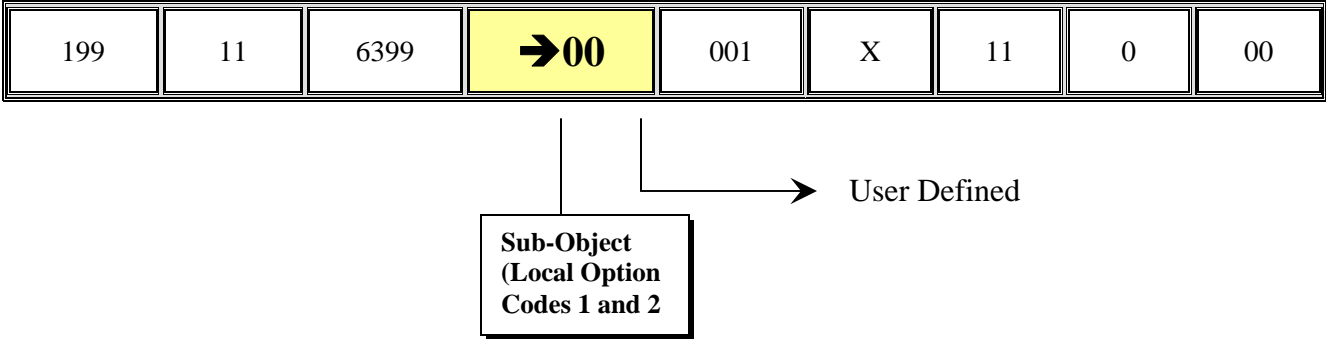 199 11 6399 ➔00 001 X 11 0 00
User Defined
Sub-Object
(Local Option
Codes 1 and 2